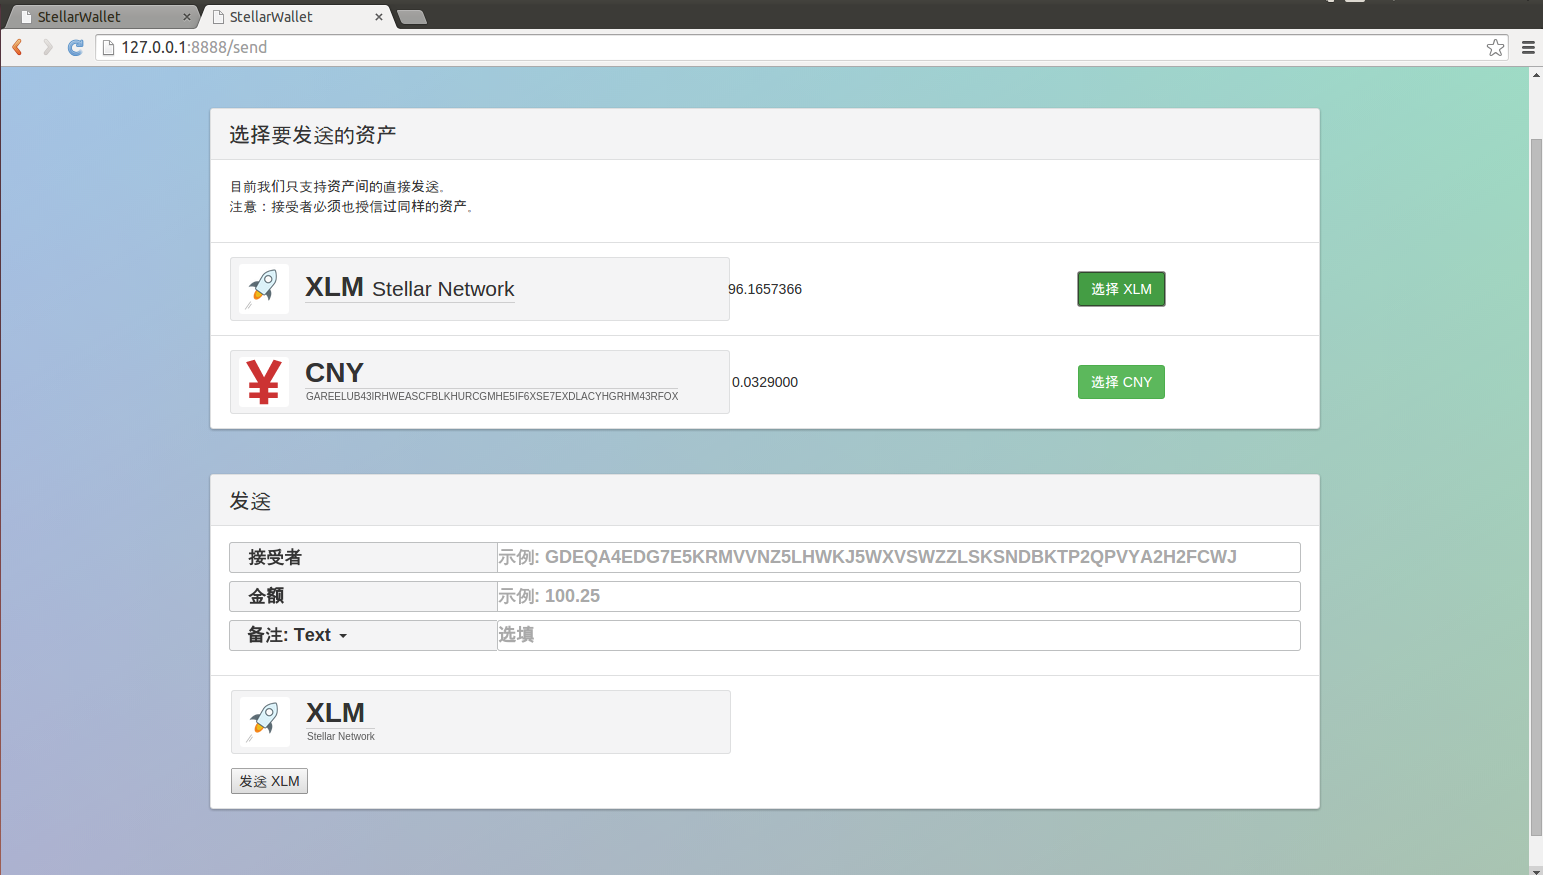 StellarWallet
StellarWallet
127.0.0.1:8888/send
选择要发送的资产
目前我们只支持资产间的直接发送。
注意：接受者必须也授信过同样的资产。
XLM Stellar Network
96.1657366
选择 XLM
CNY
GAREELUB43IRHWEASCFBLKHURCGMHE5IF6XSE7EXDLACYHGRHM43RFOX
0.0329000
选择 CNY
发送
接受者
示例: GDEQA4EDG7E5KRMVVNZ5LHWKJ5WXVSWZZLSKSNDBKTP2QPVYA2H2FCWJ
金额
示例: 100.25
备注: Text
选填
XLM
Stellar Network
发送 XLM